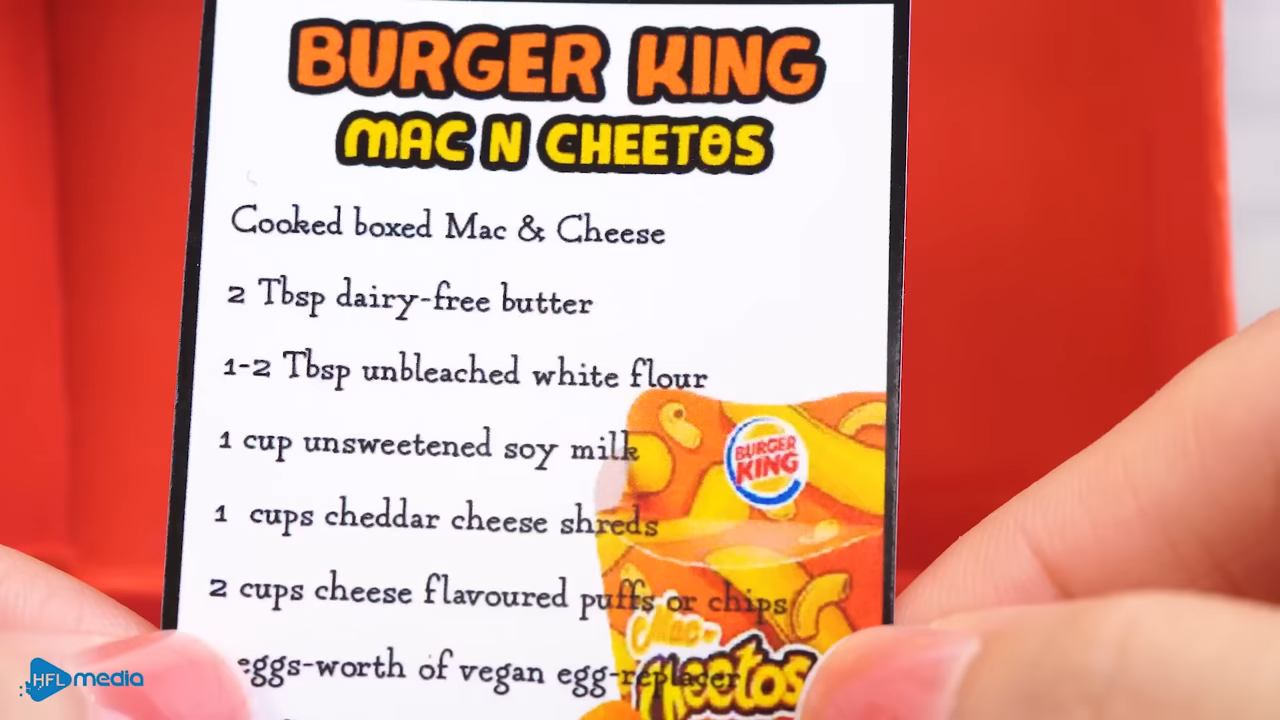 BURGER KING
MAC N CHEETOS
Cooked boxed Mac & Cheese
2 Tbsp dairy-free butter
1-2 Tbsp unbleached white flour
1 cup unsweetened soy milk
1 cups cheddar cheese shreds
2 cups cheese flavoured puffs or chips
eggs-worth of vegan egg-replacer
BURGER
KING
Mac-
Cheetos
HFL media